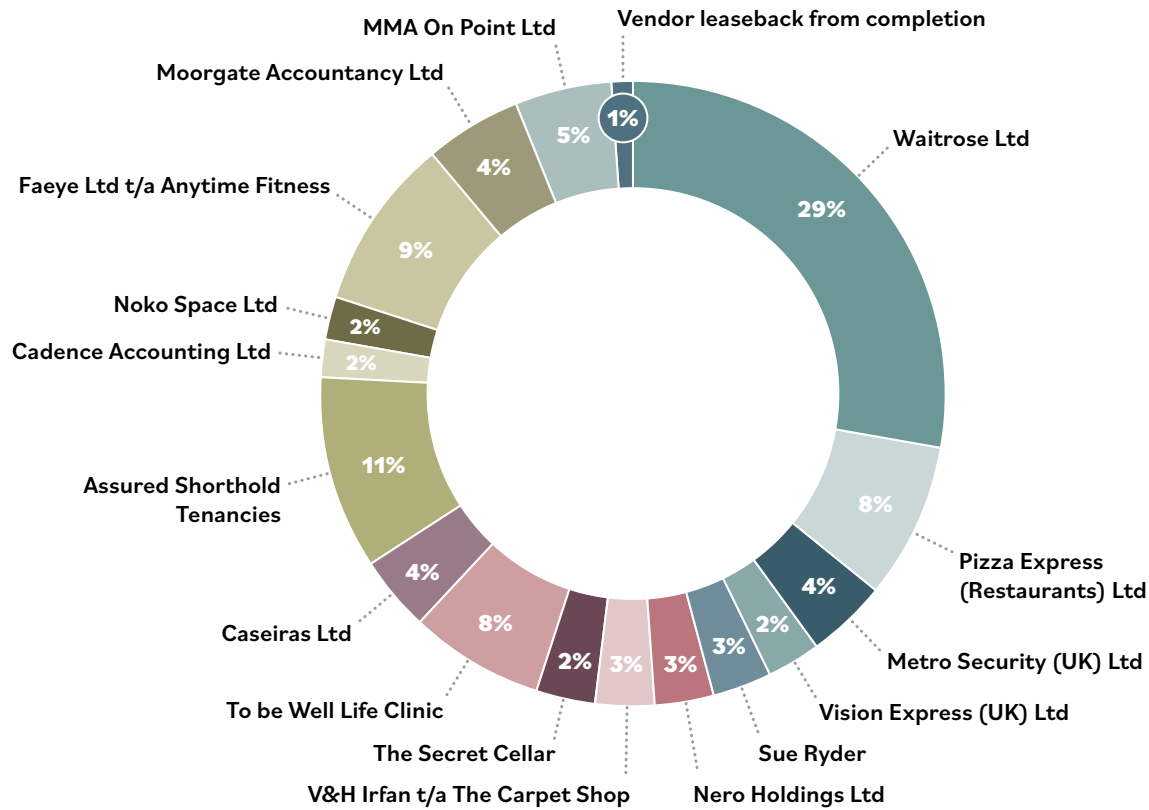 Vendor leaseback from completion
MMA On Point Ltd
Moorgate Accountancy Ltd
1%
5%
Waitrose Ltd
4%
Faeye Ltd t/a Anytime Fitness
29%
9%
Noko Space Ltd
2%
Cadence Accounting Ltd
2%
11%
Assured Shorthold
Tenancies
8%
Pizza Express
(Restaurants) Ltd
4%
4%
Caseiras Ltd
8%
2%
Metro Security (UK) Ltd
2%
3%
3%
3%
To be Well Life Clinic
Vision Express (UK) Ltd
The Secret Cellar
Sue Ryder
V&H Irfan t/a The Carpet Shop
Nero Holdings Ltd